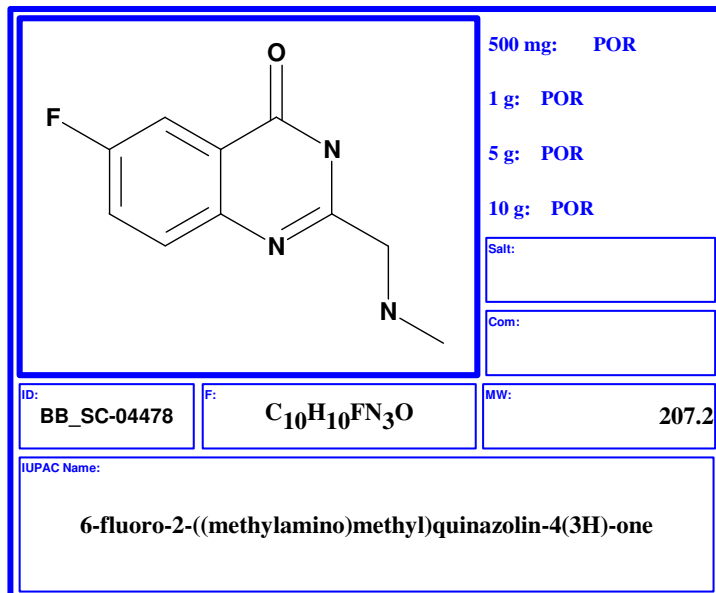 O
F
N
N
N
500 mg: POR
1 g: POR
5 g: POR
10 g: POR
Salt:
Com:
ID:
BB_SC-04478
F:
C10H10FN3O
MW:
207.2
IUPAC Name:
6-fluoro-2-((methylamino)methyl)quinazolin-4(3H)-one